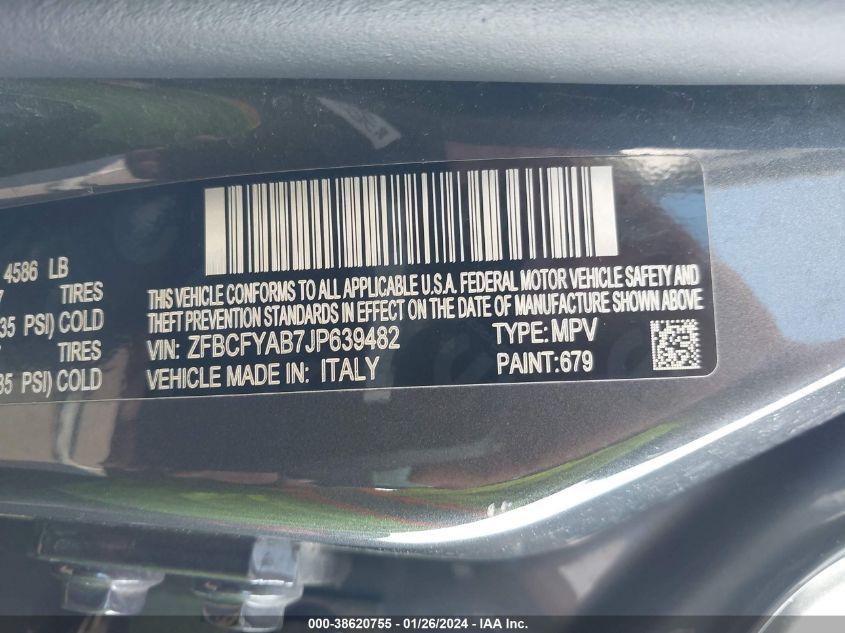 4586 LB
7 TIRES
35 PSI) COLD
35 PSI) COLD
THIS VEHICLE CONFORMS TO ALL APPLICABLE U.S.A. FEDERAL MOTOR VEHICLE SAFETY AND
THEFT PREVENTION STANDARDS IN EFFECT ON THE DATE OF MANUFACTURE SHOWN ABOVE
VIN: ZFBCFYAB7JP639482 TYPE: MPV
VEHICLE MADE IN: ITALY PAINT: 679
000-38620755 - 01/26/2024 - IAA Inc.